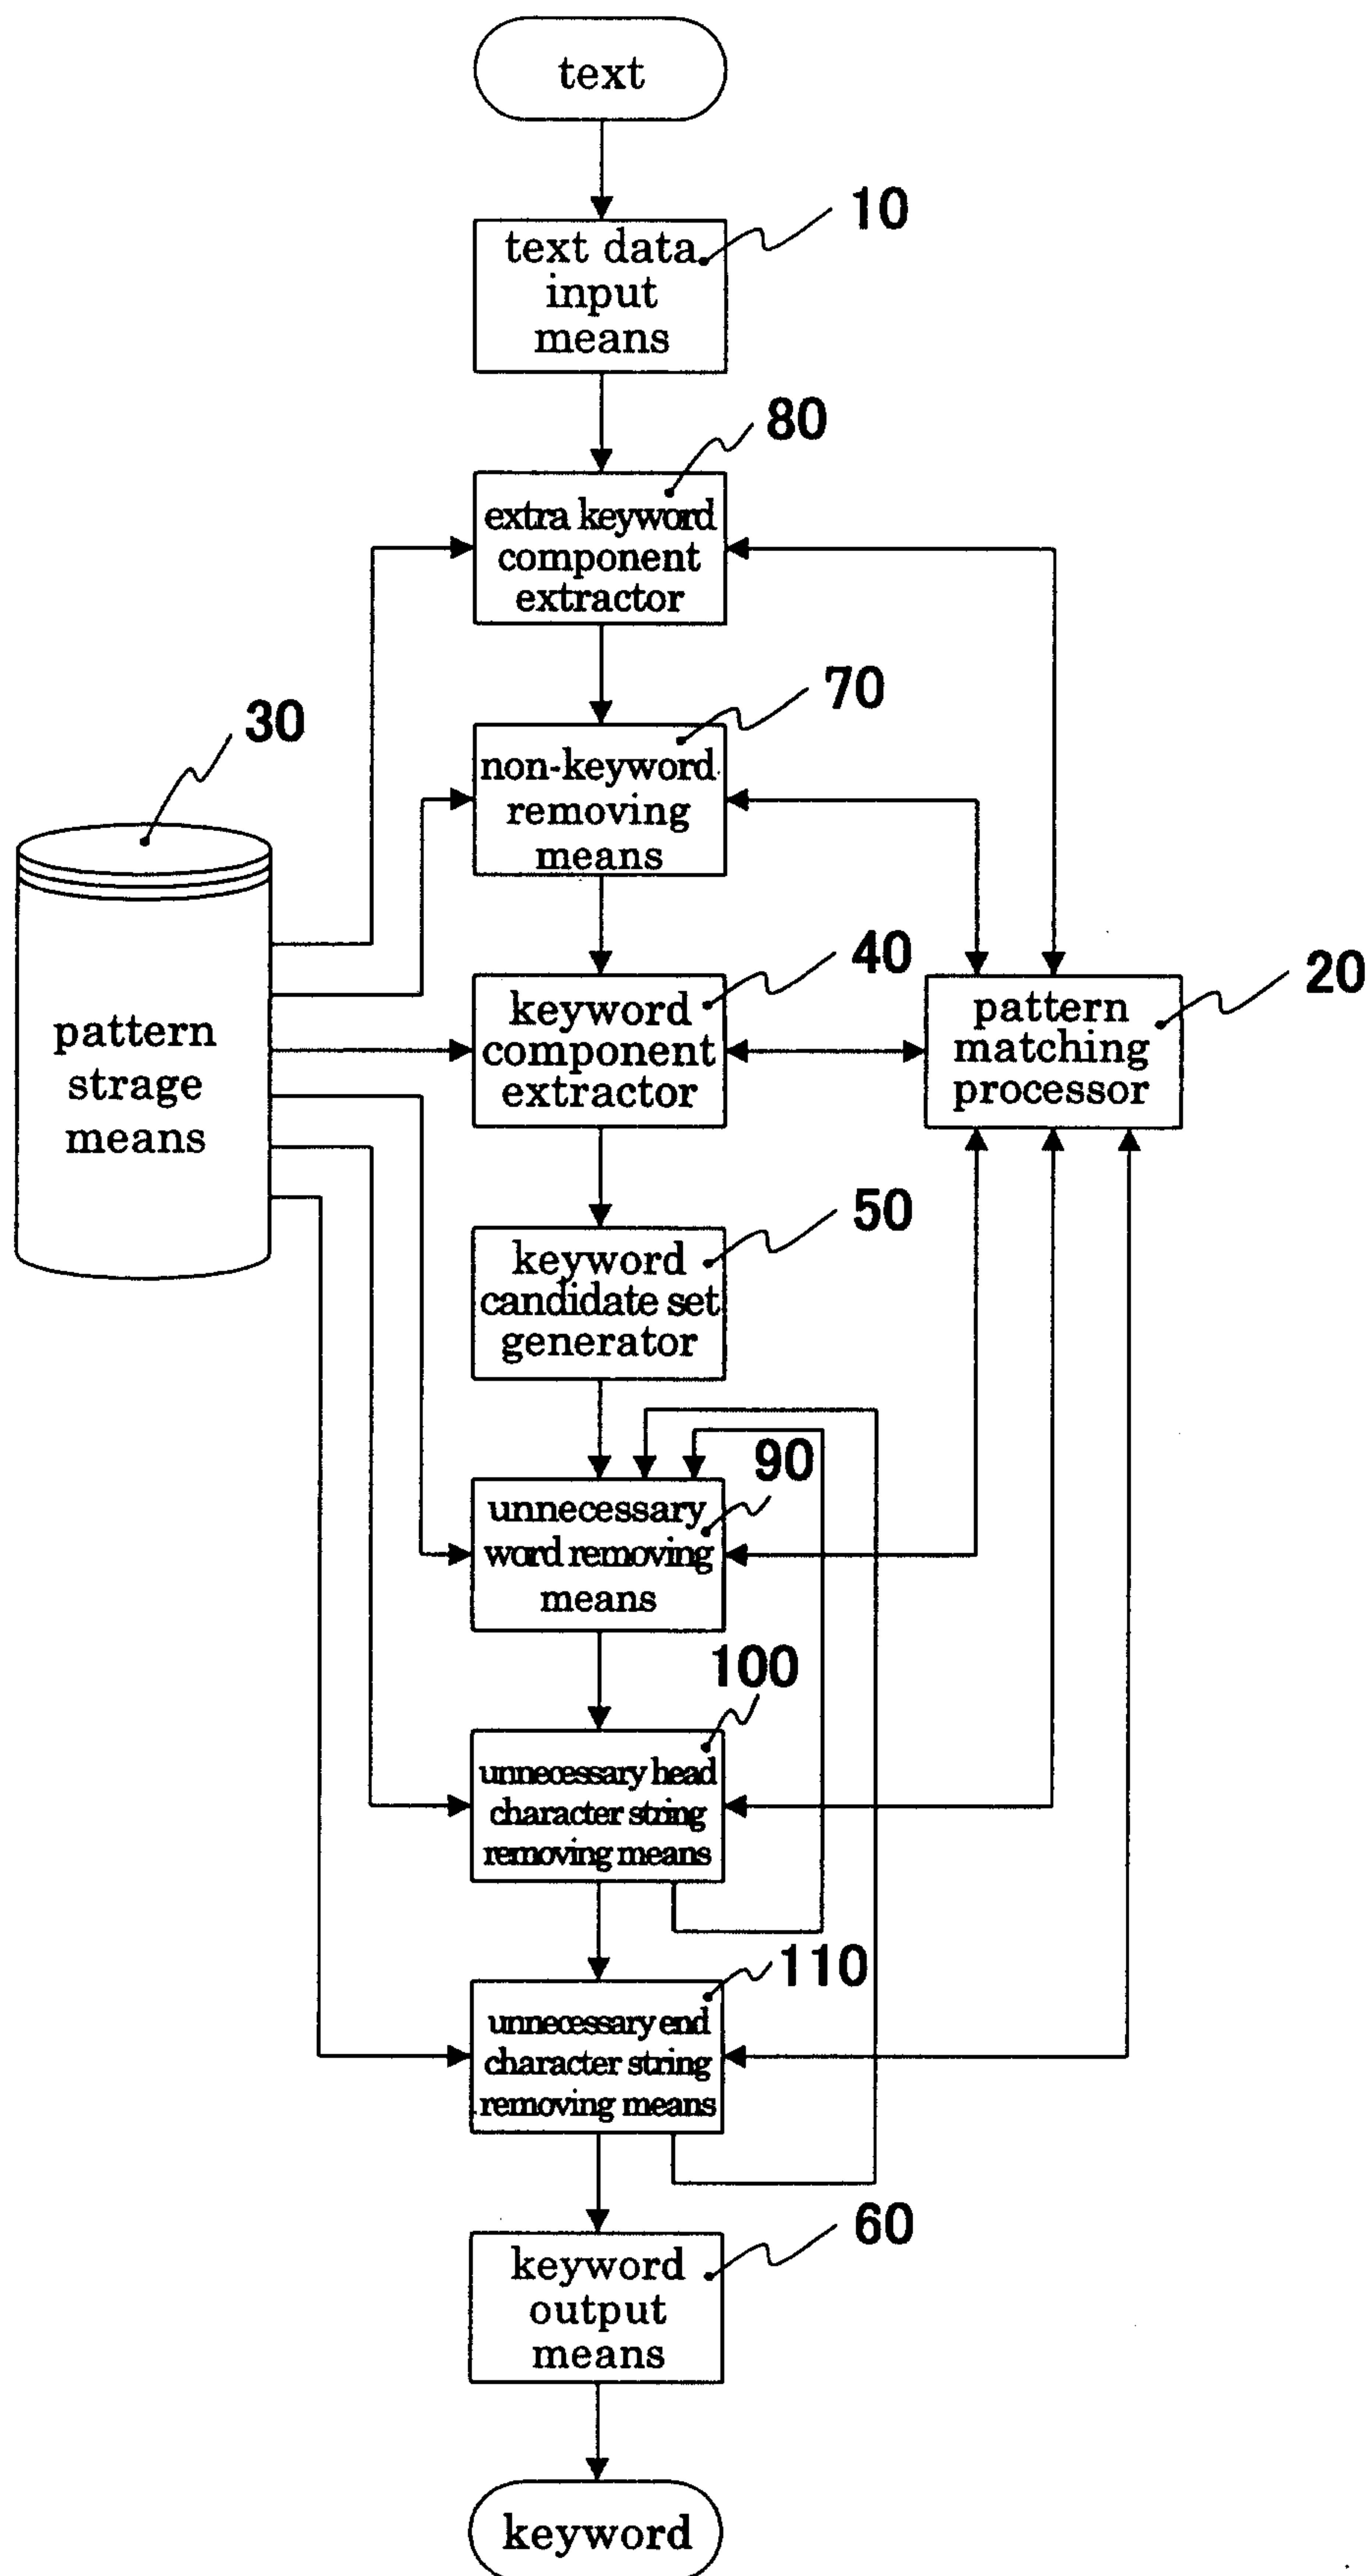 text
10
text data
input
means
80
extra keyword
component
extractor
70
non-keyword
removing
means
30
pattern
strage
means
40
keyword
component
extractor
20
pattern
matching
processor
50
keyword
candidate set
generator
90
unnecessary
word removing
means
100
unnecessary head
character string
removing means
110
unnecessary end
character string
removing means
60
keyword
output
means
keyword